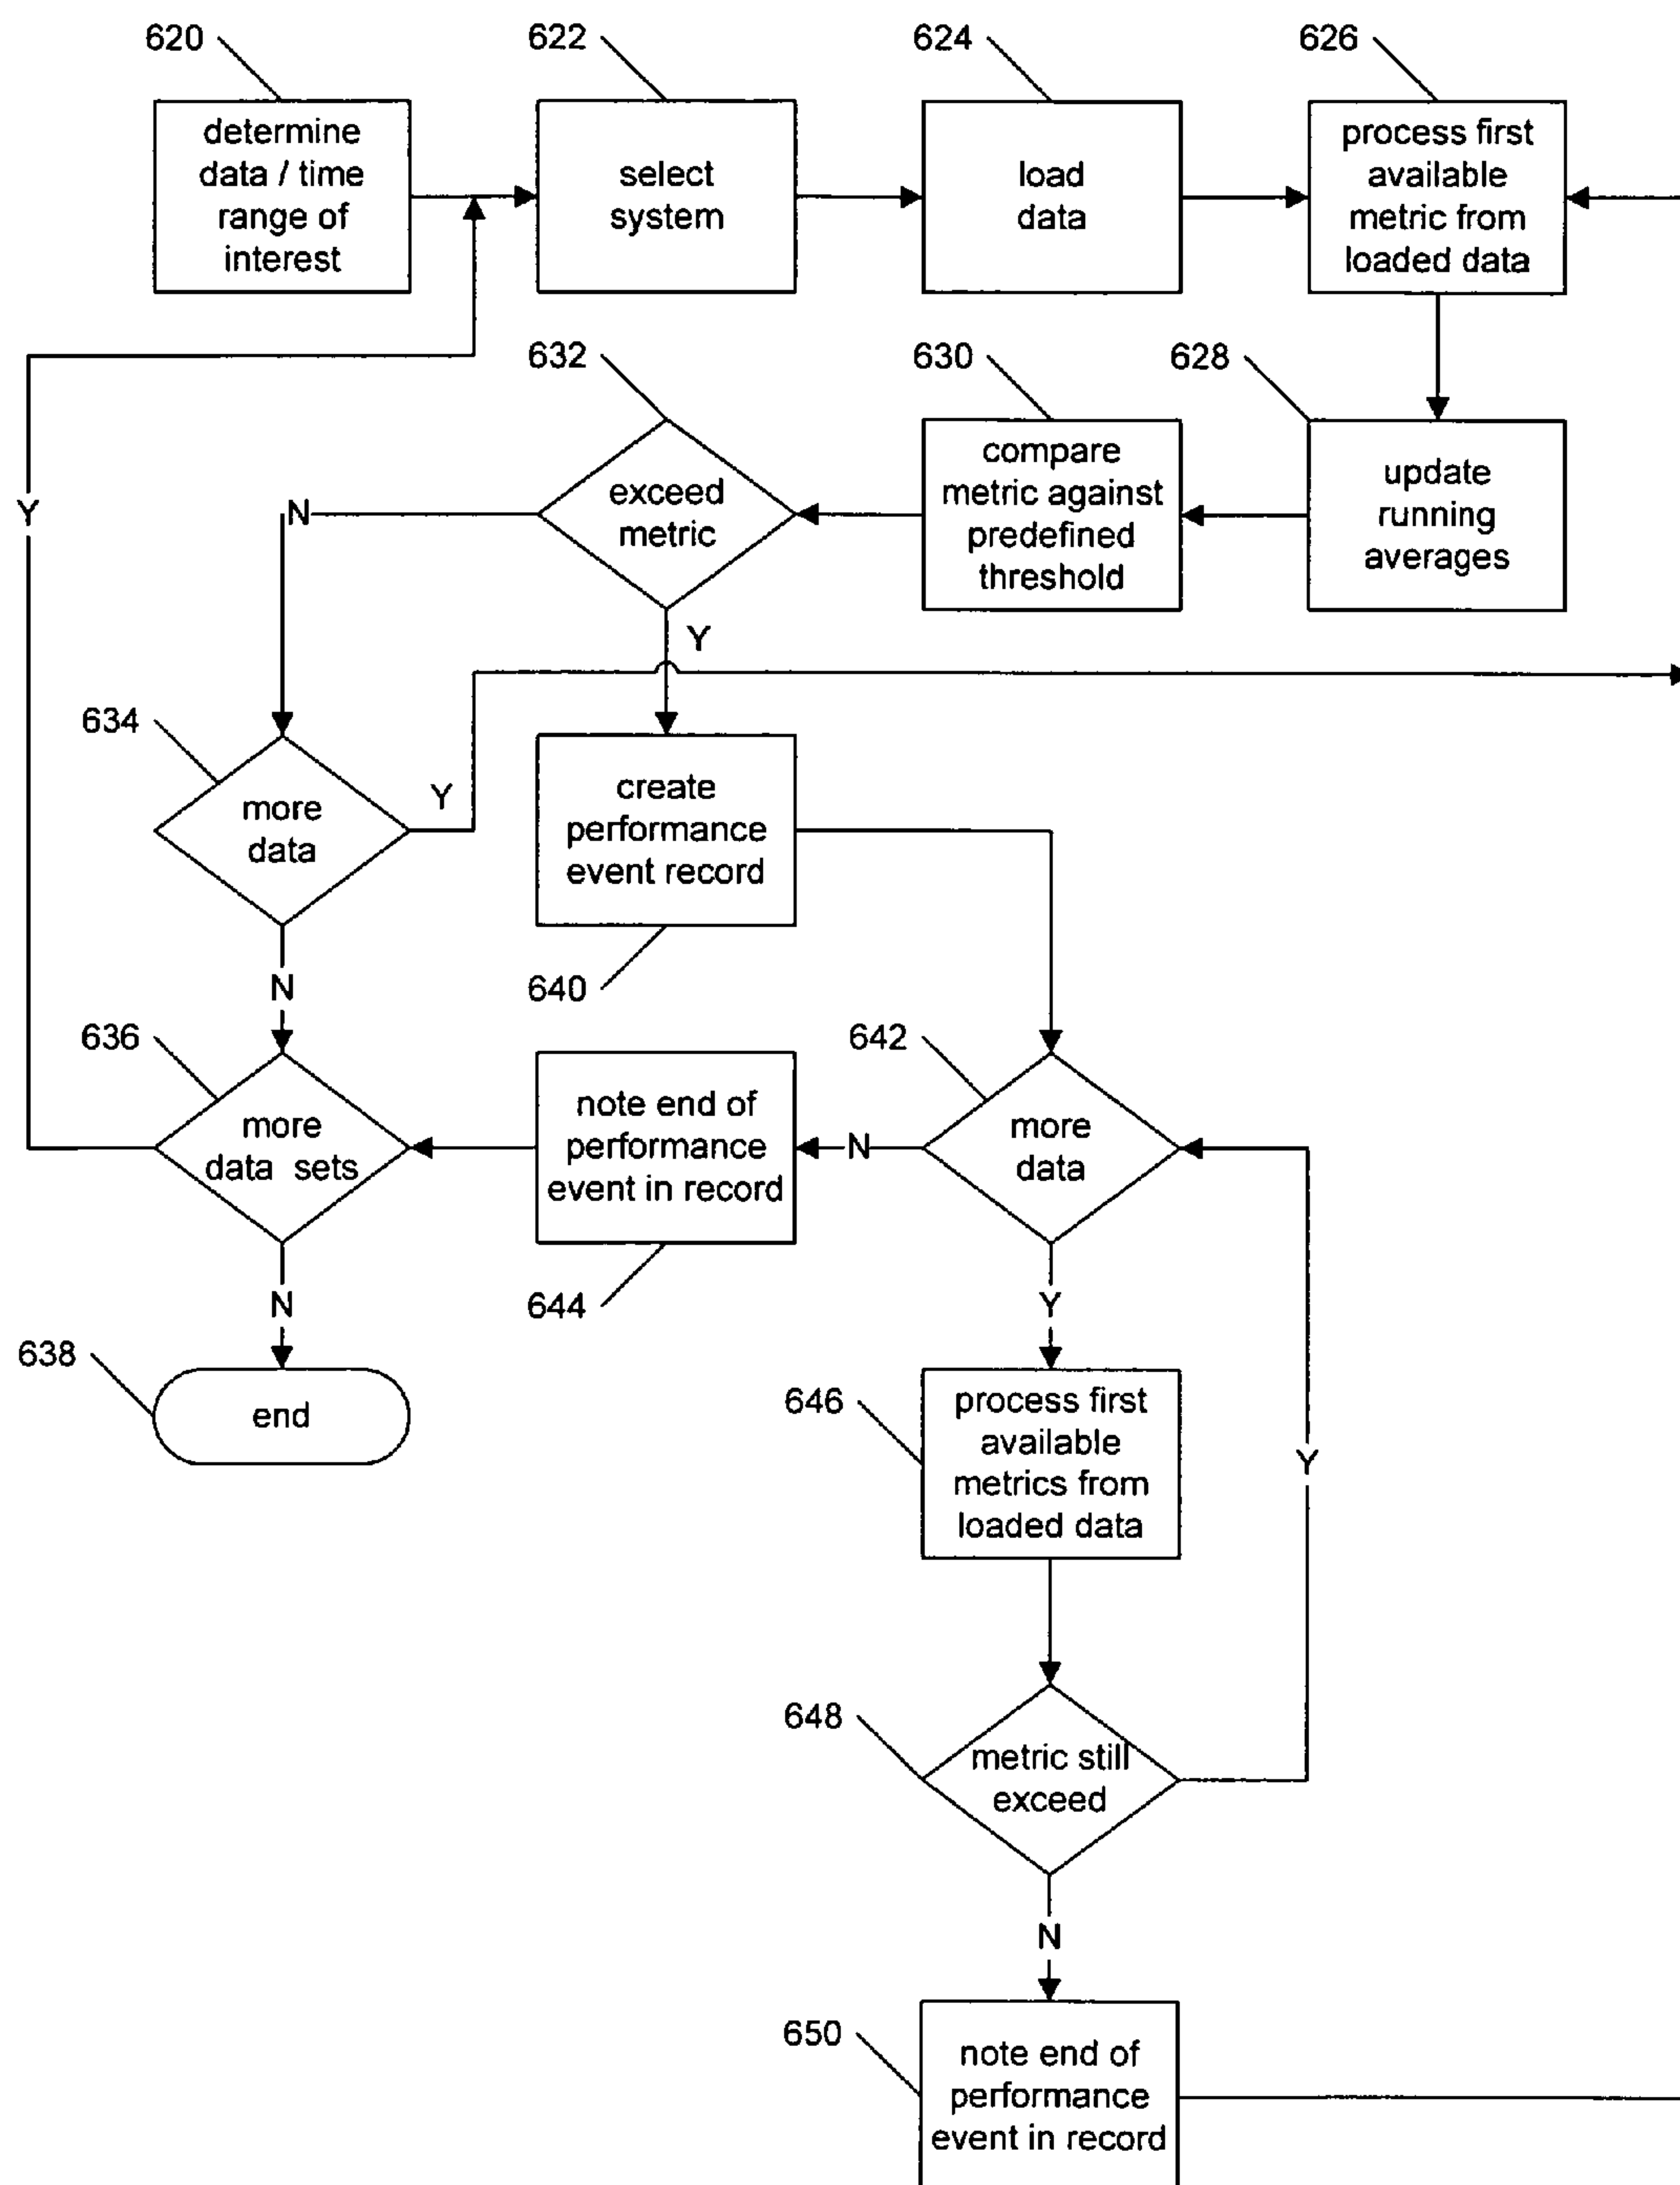 620
622
624
626
determine
data / time
range of
interest
select
system
load
data
process first
available
metric from
loaded data
632
630
628
exceed
metric
compare
metric against
predefined
threshold
update
running
averages
Y
N
Y
634
more
data
Y
create
performance
event record
N
640
636
642
more
data sets
note end of
performance
event in record
N
more
data
N
644
Y
638
end
646
process first
available
metrics from
loaded data
Y
648
metric still
exceed
N
650
note end of
performance
event in record